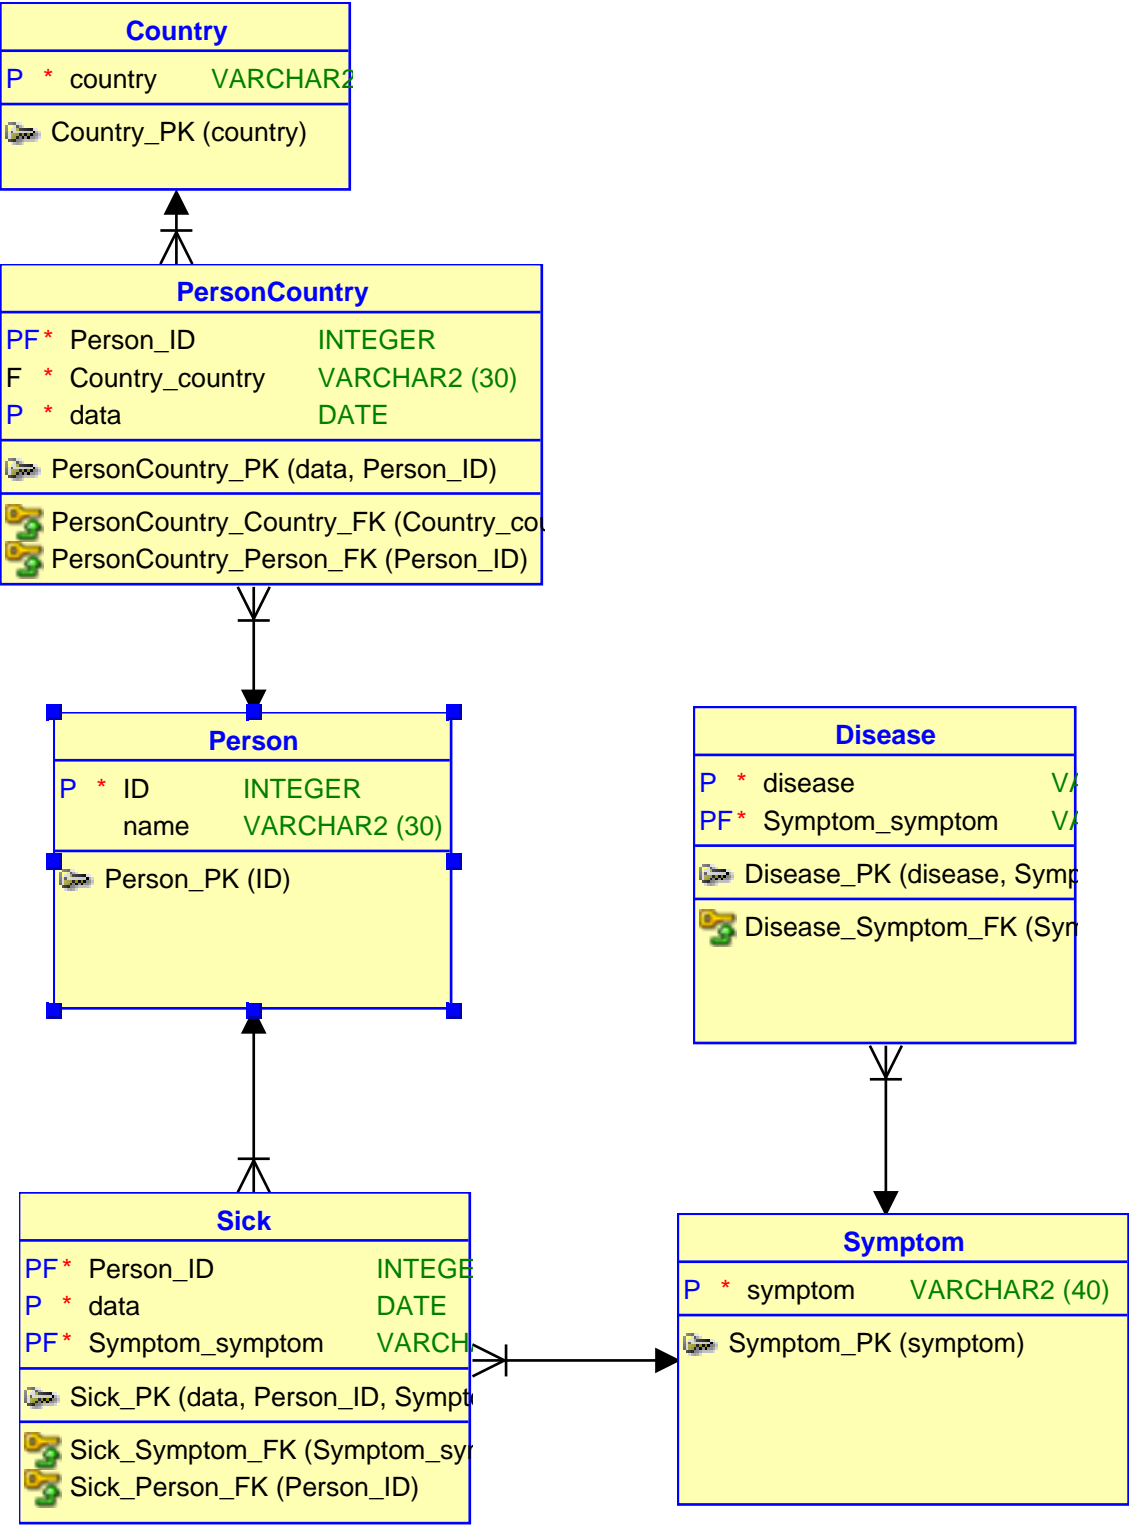 Country
P * country VARCHAR2
Country_PK (country)
PersonCountry
PF* Person_ID INTEGER
F * Country_country VARCHAR2 (30)
P * data DATE
PersonCountry_PK (data, Person_ID)
PersonCountry_Country_FK (Country_cou
PersonCountry_Person_FK (Person_ID)
Person
P * ID INTEGER
name VARCHAR2 (30)
Person_PK (ID)
Disease
P * disease VA
PF* Symptom_symptom VA
Disease_PK (disease, Symp
Disease_Symptom_FK (Sym
Sick
PF* Person_ID INTEGE
P * data DATE
PF* Symptom_symptom VARCH
Sick_PK (data, Person_ID, Sympt
Sick_Symptom_FK (Symptom_sy
Sick_Person_FK (Person_ID)
Symptom
P * symptom VARCHAR2 (40)
Symptom_PK (symptom)